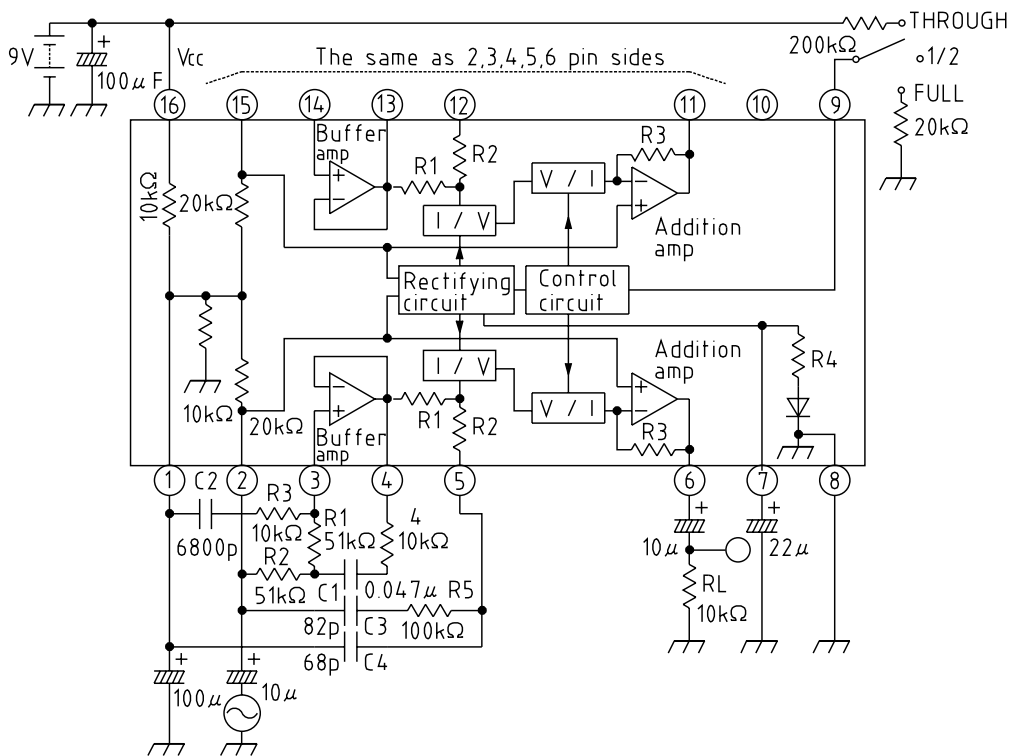 THROUGH
200kΩ
1/2
9V
100μF
Vcc
The same as 2,3,4,5,6 pin sides
FULL
20kΩ
16
15
14
13
12
11
10
9
Buffer
amp
R1
R2
R3
10kΩ
20kΩ
V / I
I / V
Addition
amp
Rectifying
circuit
Control
circuit
I / V
Addition
amp
R4
10kΩ
20kΩ
R1
R2
V / I
R3
Buffer
amp
1
2
3
4
5
6
7
8
C2
R3
10kΩ
6800p
R1
51kΩ
4
10kΩ
R2
51kΩ
C1
0.047μ
R5
82p
C3
100kΩ
68p
C4
10μ
22μ
RL
10kΩ
100μ
10μ